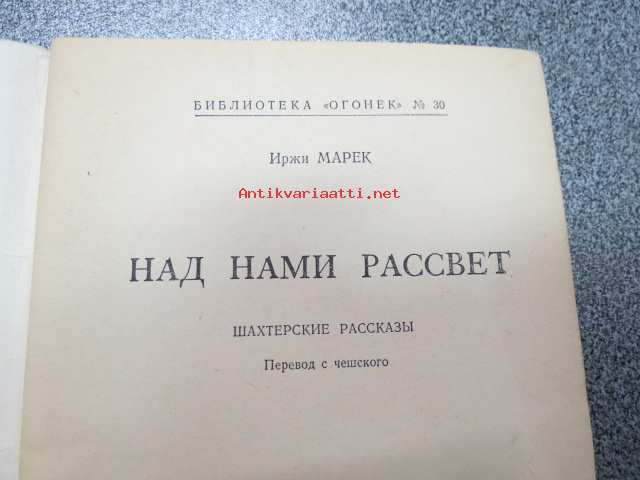 БИБЛИОТЕКА «ОГОНЕК» № 30
Иржи МАРЕК
Antikvariaatti.net
НАД НАМИ РАССВЕТ
ШАХТЕРСКИЕ РАССКАЗЫ
Перевод с чешского